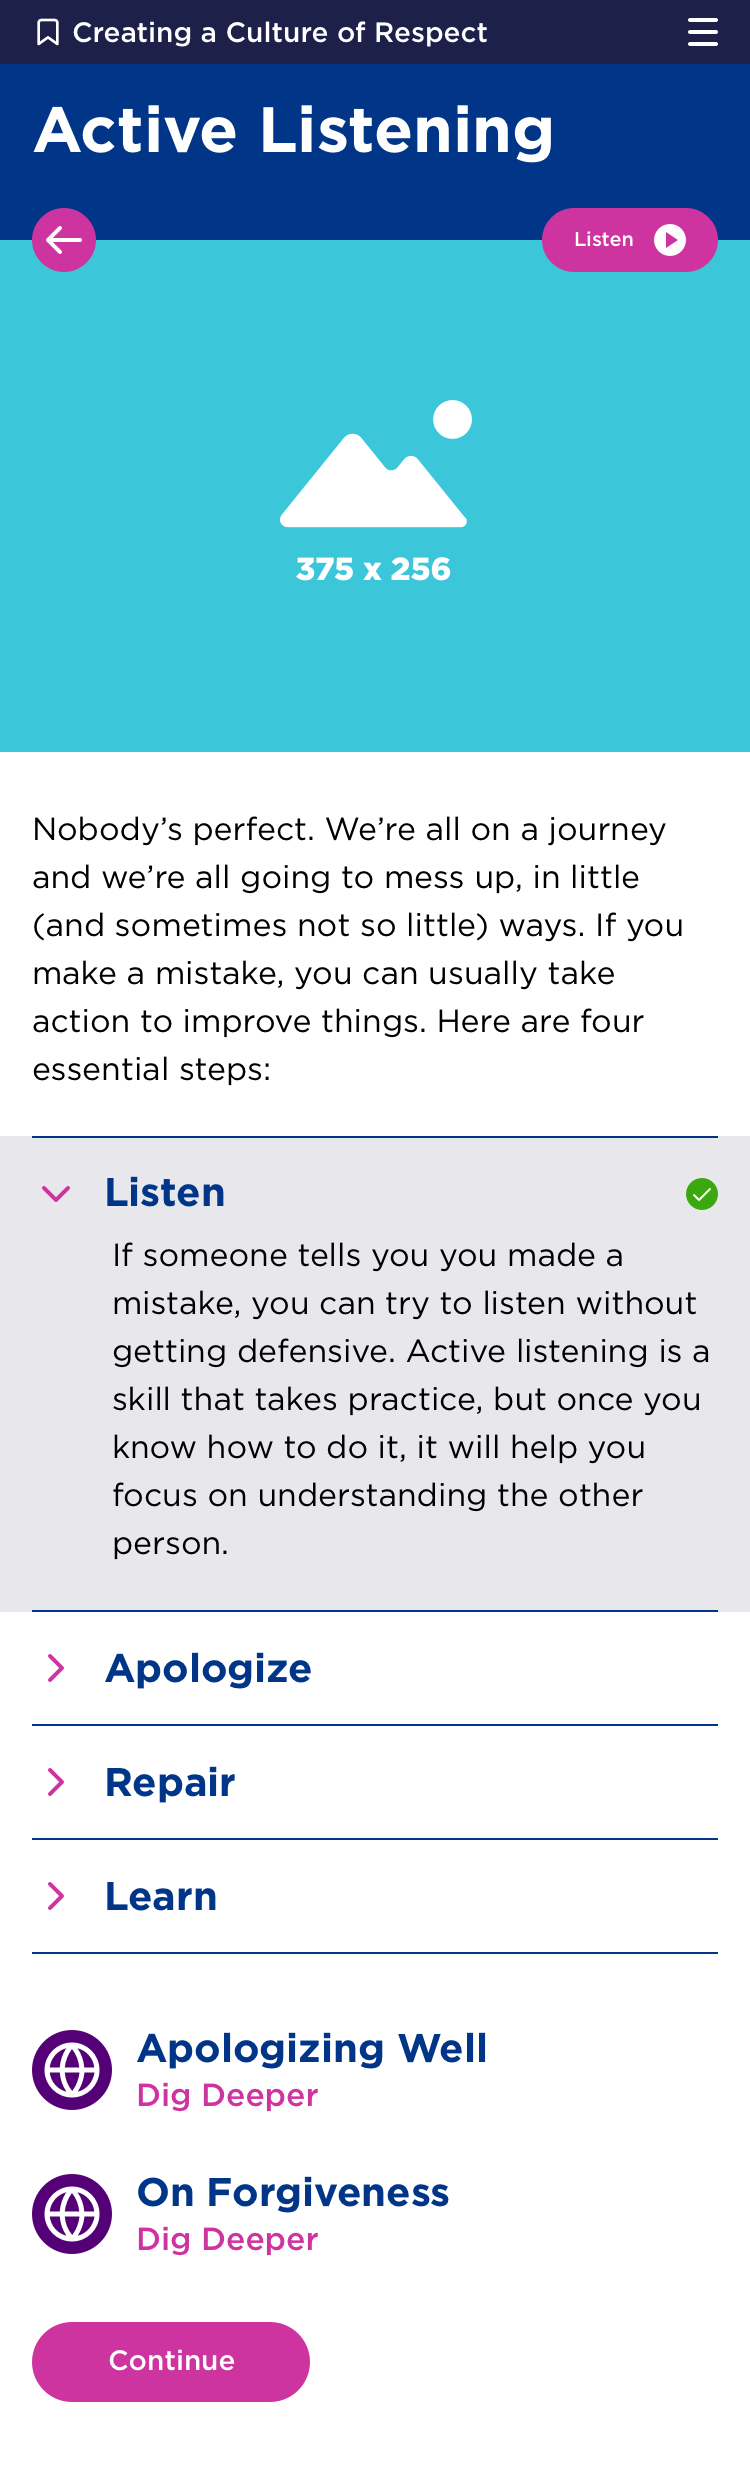 Creating a Culture of Respect
Active Listening
Listen
375 x 256
Nobody’s perfect. We’re all on a journey
and we’re all going to mess up, in little
(and sometimes not so little) ways. If you
make a mistake, you can usually take
action to improve things. Here are four
essential steps:
Listen
If someone tells you you made a
mistake, you can try to listen without
getting defensive. Active listening is a
skill that takes practice, but once you
know how to do it, it will help you
focus on understanding the other
person.
Apologize
Repair
Learn
Apologizing Well
Dig Deeper
On Forgiveness
Dig Deeper
Continue